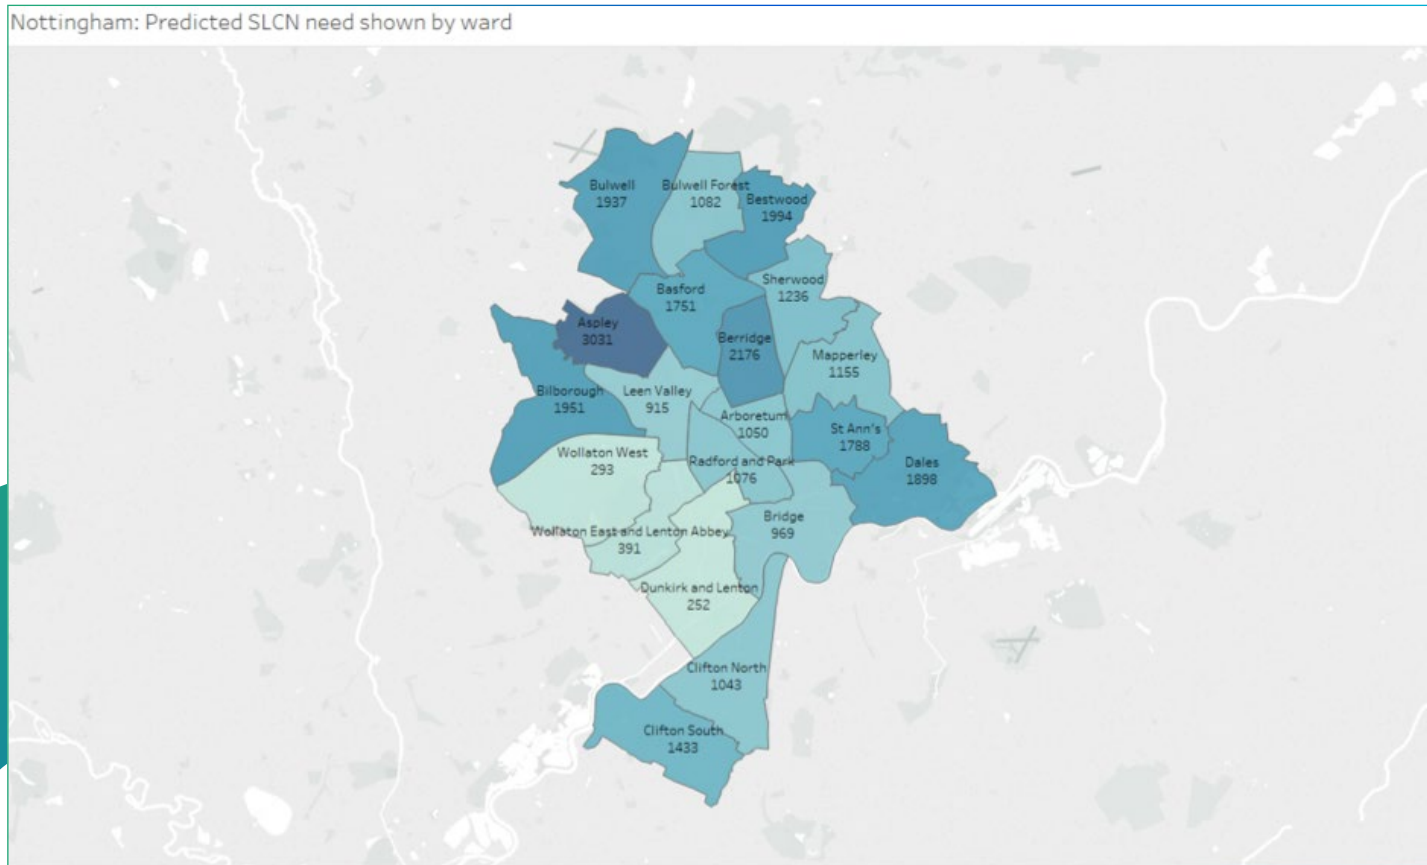 Nottingham: Predicted SLCN need shown by ward
Bulwell
1937
Bulwell Forest
1082
Bestwood
1994
Sherwood
1236
Basford
1751
Aspley
3031
Berridge
2176
Mapperley
1155
Bilborough
1951
Leen Valley
915
Arboretum
1050
St Ann's
1788
Dales
1898
Wollaton West
293
Radford and Park
1076
Bridge
969
Wollaton East and Lenton Abbey
391
Dunkirk and Lenton
252
Clifton North
1043
Clifton South
1433